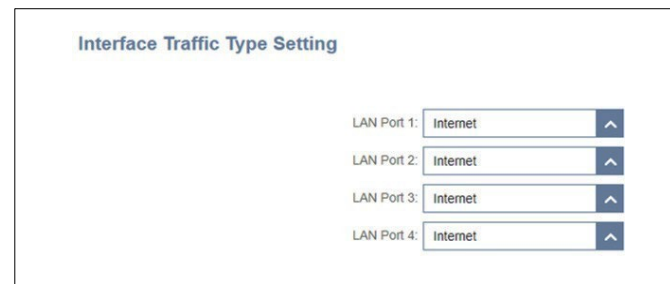 Interface Traffic Type Setting
LAN Port 1: Internet
LAN Port 2: Internet
LAN Port 3: Internet
LAN Port 4: Internet